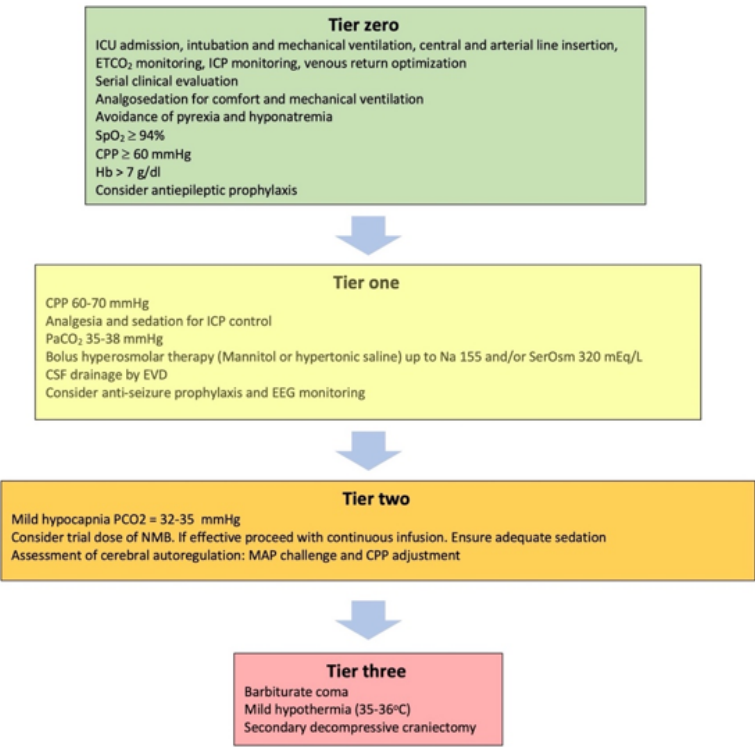 Tier zero
ICU admission, intubation and mechanical ventilation, central and arterial line insertion,
ETCO₂ monitoring, ICP monitoring, venous return optimization
Serial clinical evaluation
Analgosedation for comfort and mechanical ventilation
Avoidance of pyrexia and hyponatremia
SpO₂ ≥ 94%
CPP ≥ 60 mmHg
Hb > 7 g/dl
Consider antiepileptic prophylaxis
Tier one
CPP 60-70 mmHg
Analgesia and sedation for ICP control
PaCO₂ 35-38 mmHg
Bolus hyperosmolar therapy (Mannitol or hypertonic saline) up to Na 155 and/or SerOsm 320 mEq/L
CSF drainage by EVD
Consider anti-seizure prophylaxis and EEG monitoring
Tier two
Mild hypocapnia PCO2 = 32-35 mmHg
Consider trial dose of NMB. If effective proceed with continuous infusion. Ensure adequate sedation
Assessment of cerebral autoregulation: MAP challenge and CPP adjustment
Tier three
Barbiturate coma
Mild hypothermia (35-36ºC)
Secondary decompressive craniectomy